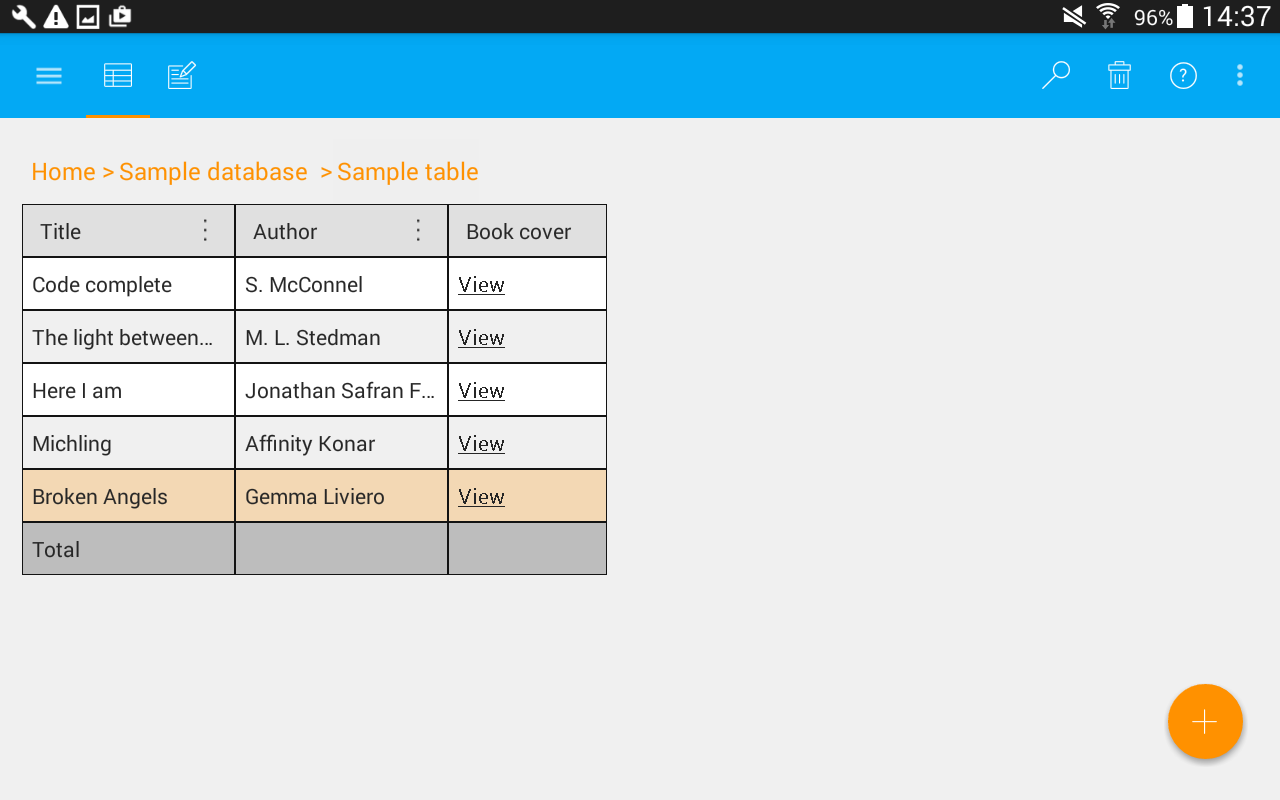 96% 14:37
Home > Sample database > Sample table
Title Author Book cover
Code complete S. McConnel View
The light between... M. L. Stedman View
Here I am Jonathan Safran F... View
Michling Affinity Konar View
Broken Angels Gemma Liviero View
Total